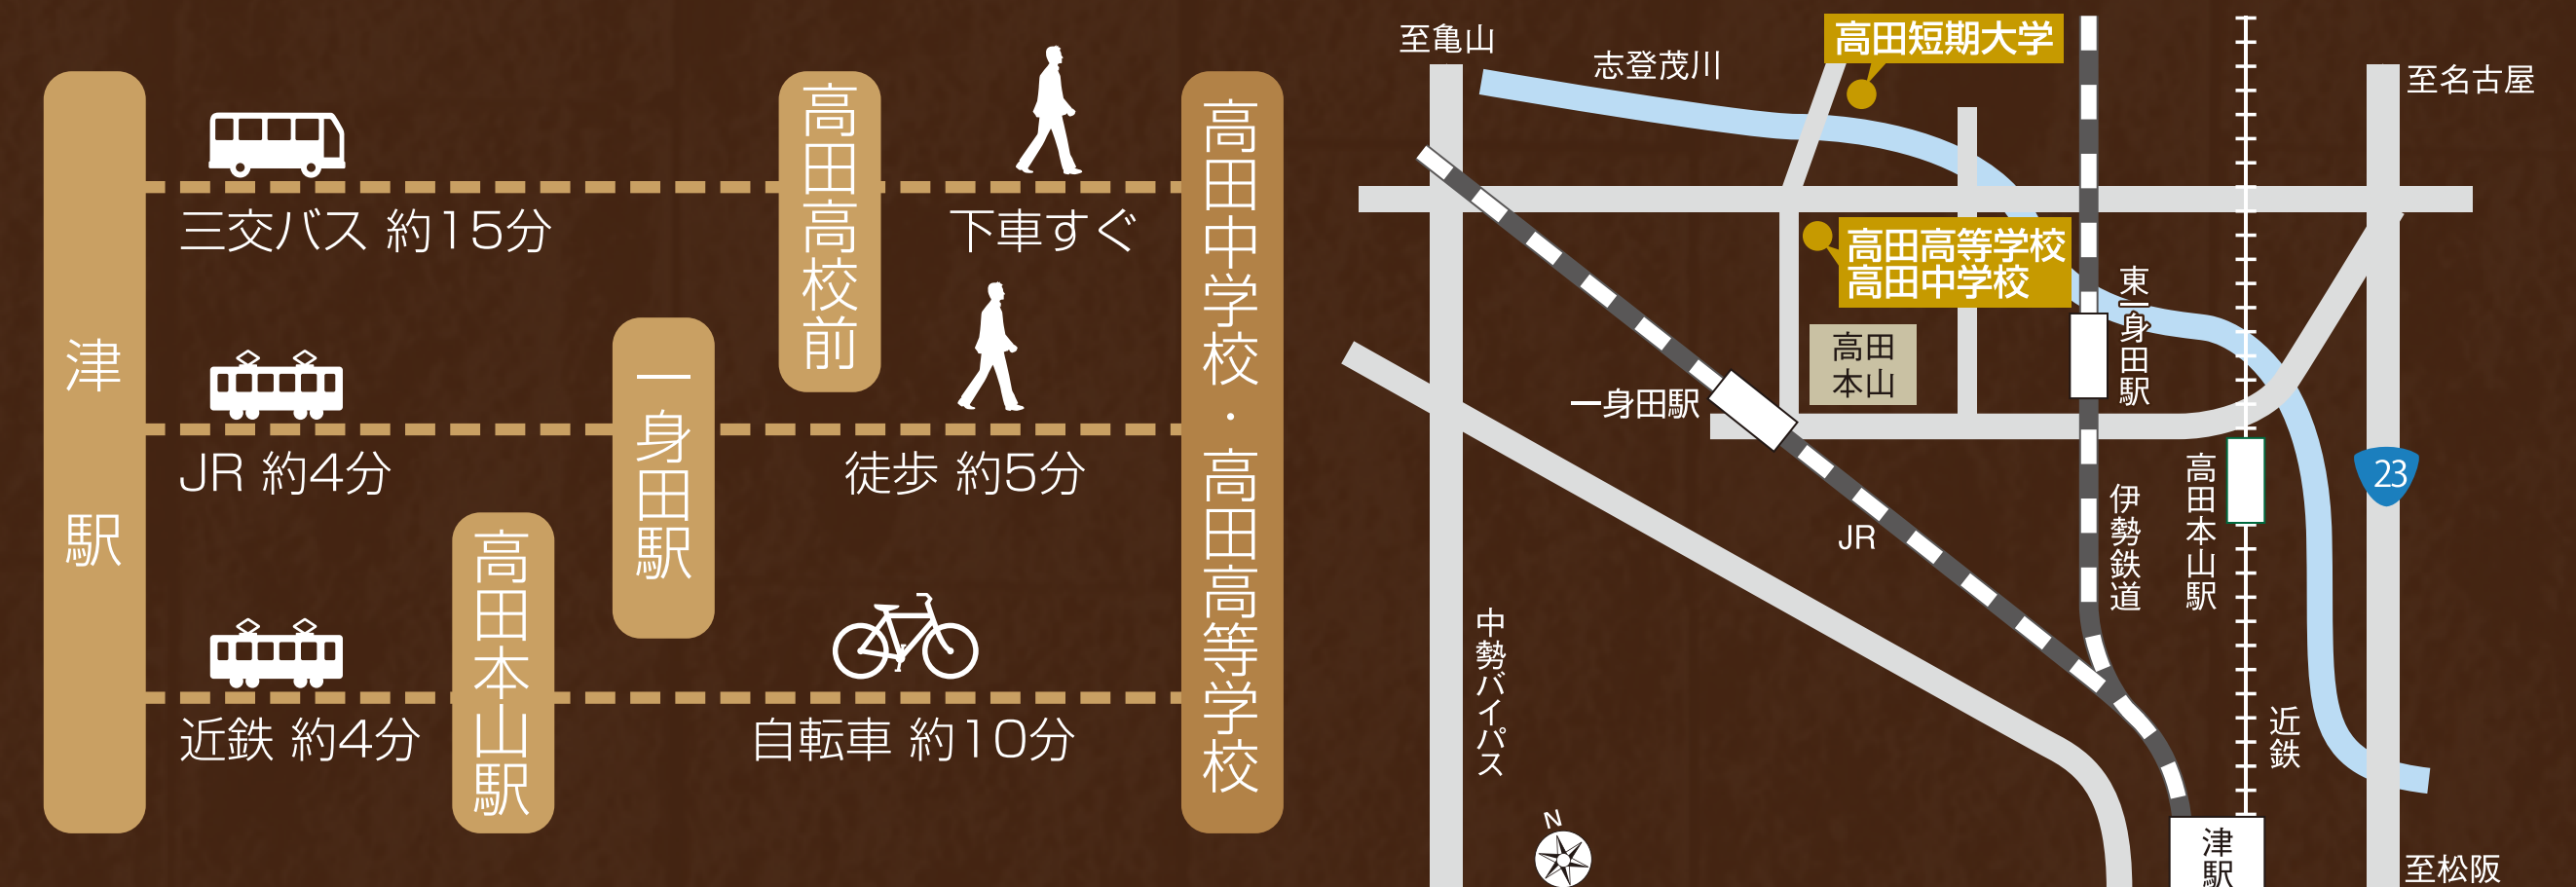 津駅
三交バス 約15分
高田高校前
下車すぐ
JR 約4分
一身田駅
徒歩 約5分
近鉄 約4分
高田本山駅
自転車 約10分
高田中学校・高田高等学校
至亀山
志登茂川
高田短期大学
至名古屋
高田高等学校
高田中学校
東一身田駅
高田
本山
一身田駅
23
高田本山駅
伊勢鉄道
JR
中勢バイパス
近鉄
N
津駅
至松阪